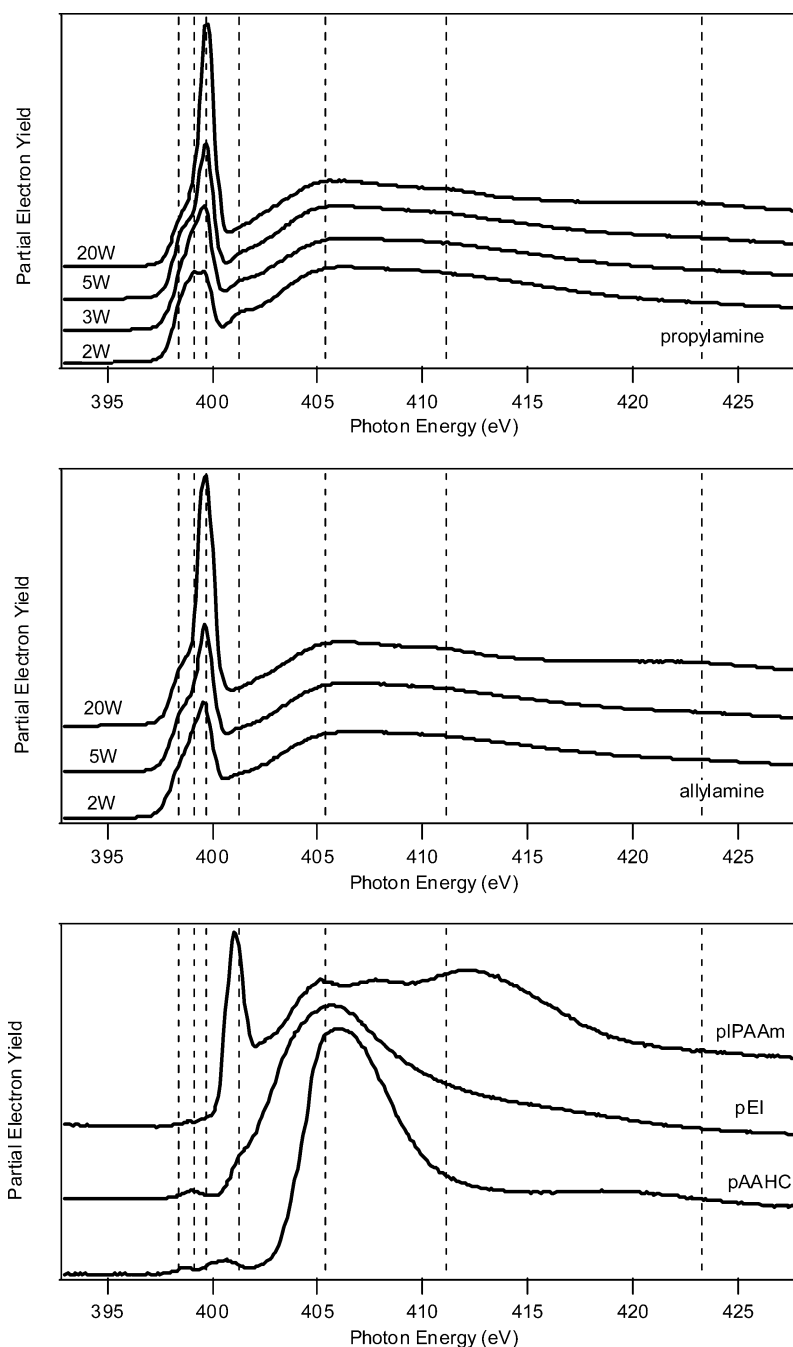 Partial Electron Yield
20W
5W
3W
2W
propylamine
395 400 405 410 415 420 425
Photon Energy (eV)
Partial Electron Yield
20W
5W
2W
allylamine
395 400 405 410 415 420 425
Photon Energy (eV)
Partial Electron Yield
pIPAAm
pEI
pAAHC
395 400 405 410 415 420 425
Photon Energy (eV)